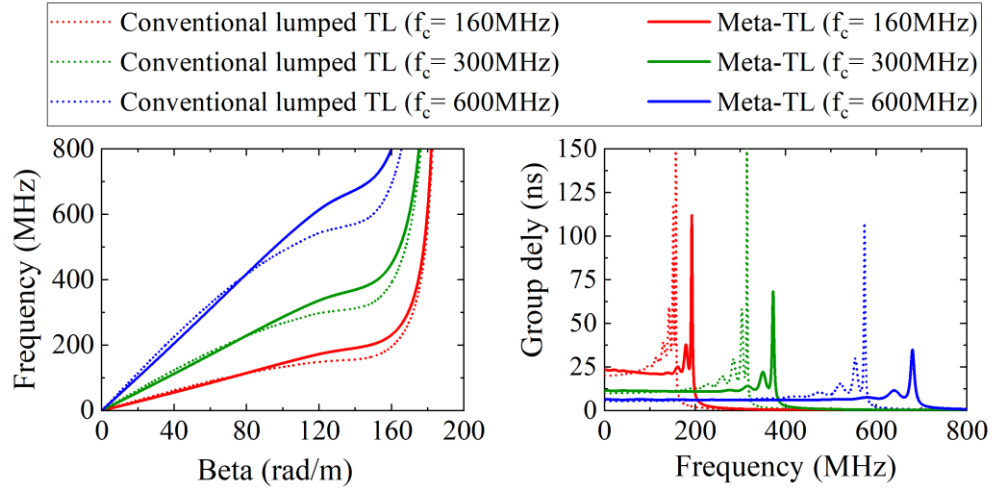 Conventional lumped TL (fc= 160MHz) Meta-TL (fc= 160MHz)
Conventional lumped TL (fc= 300MHz) Meta-TL (fc= 300MHz)
Conventional lumped TL (fc= 600MHz) Meta-TL (fc= 600MHz)
Frequency (MHz)
800
600
400
200
0
0 40 80 120 160 200
Beta (rad/m)
Group dely (ns)
150
125
100
75
50
25
0
0 200 400 600 800
Frequency (MHz)